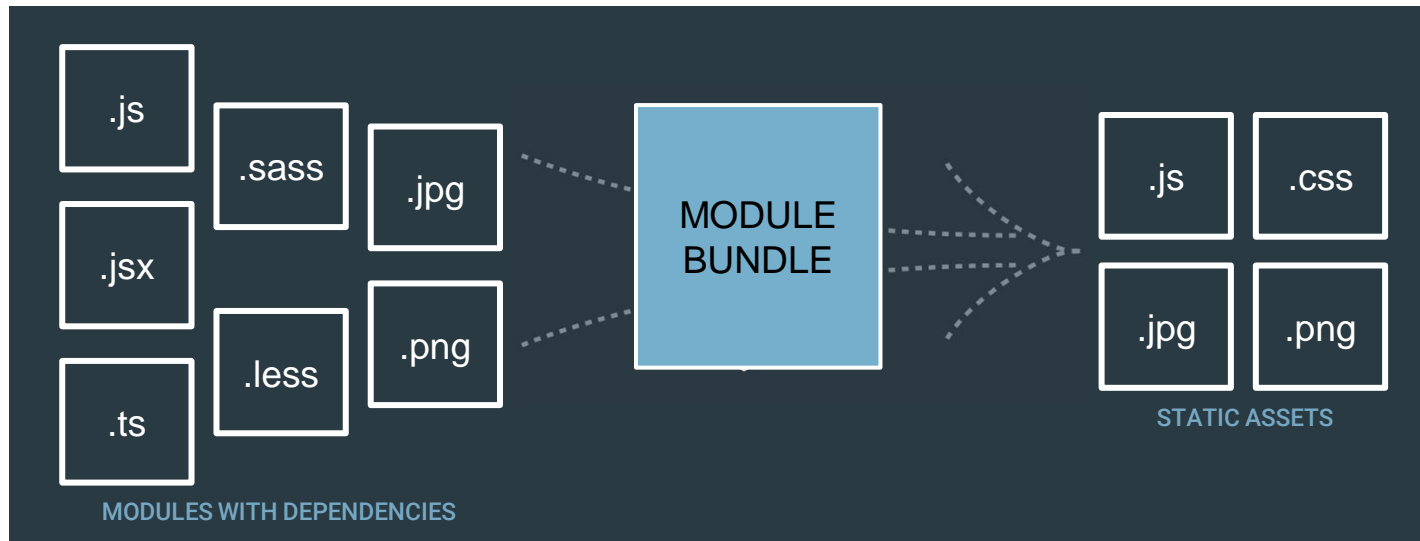 .js
.jsx
.ts
.sass
.less
.jpg
.png
MODULES WITH DEPENDENCIES
MODULE
BUNDLE
.js
.css
.jpg
.png
STATIC ASSETS